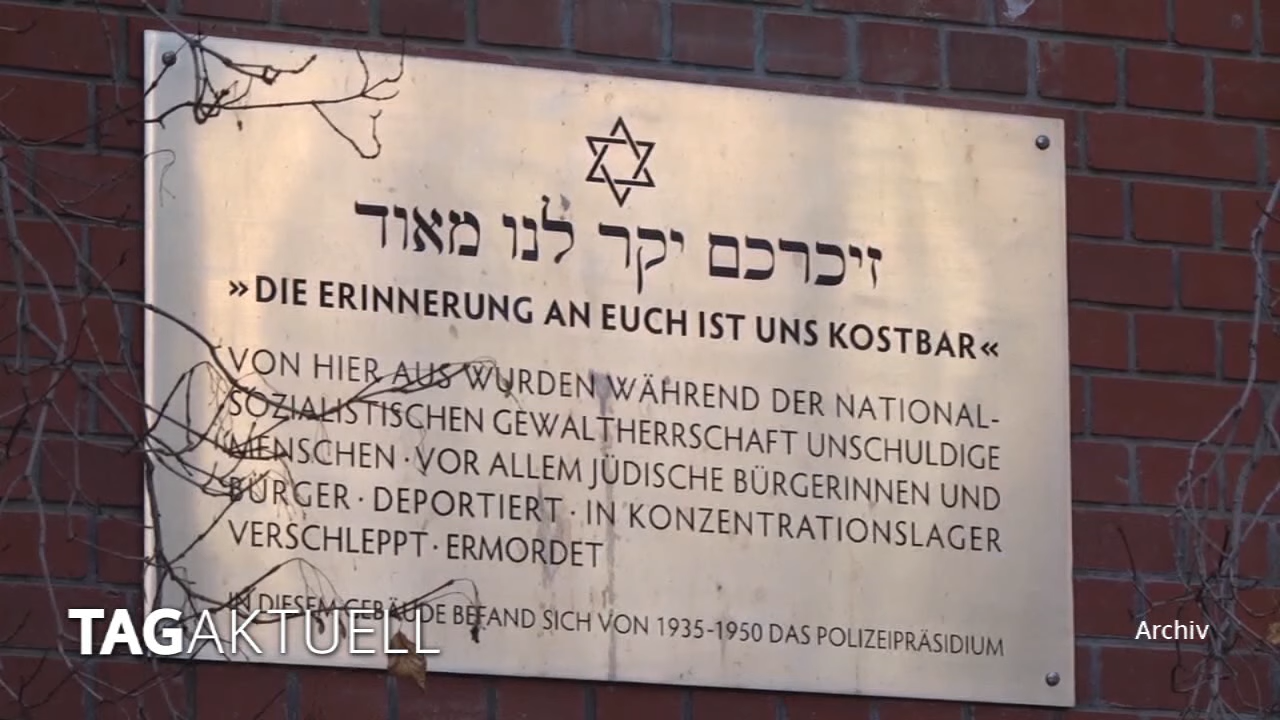 זיכרכם יקר לנו מאוד
»DIE ERINNERUNG AN EUCH IST UNS KOSTBAR«
VON HIER AUS WURDEN WÄHREND DER NATIONAL-
SOZIALISTISCHEN GEWALTHERRSCHAFT UNSCHULDIGE
MENSCHEN · VOR ALLEM JÜDISCHE BÜRGERINNEN UND
BÜRGER · DEPORTIERT · IN KONZENTRATIONSLAGER
VERSCHLEPPT · ERMORDET
IN DIESEM GEBÄUDE BEFAND SICH VON 1935-1950 DAS POLIZEIPRÄSIDIUM
TAGAKTUELL
Archiv